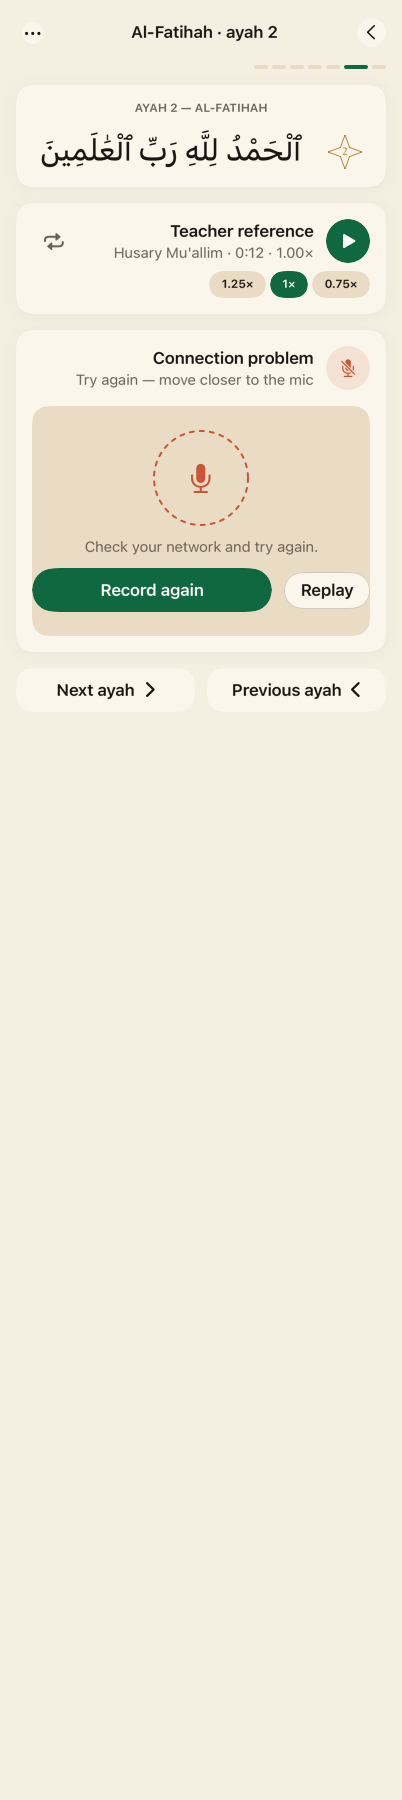 Al-Fatihah · ayah 2
AYAH 2 — AL-FATIHAH
ٱلْحَمْدُ لِلَّهِ رَبِّ ٱلْعَٰلَمِينَ
2
Teacher reference
Husary Mu'allim · 0:12 · 1.00×
1.25× 1× 0.75×
Connection problem
Try again — move closer to the mic
Check your network and try again.
Record again
Replay
Next ayah
Previous ayah